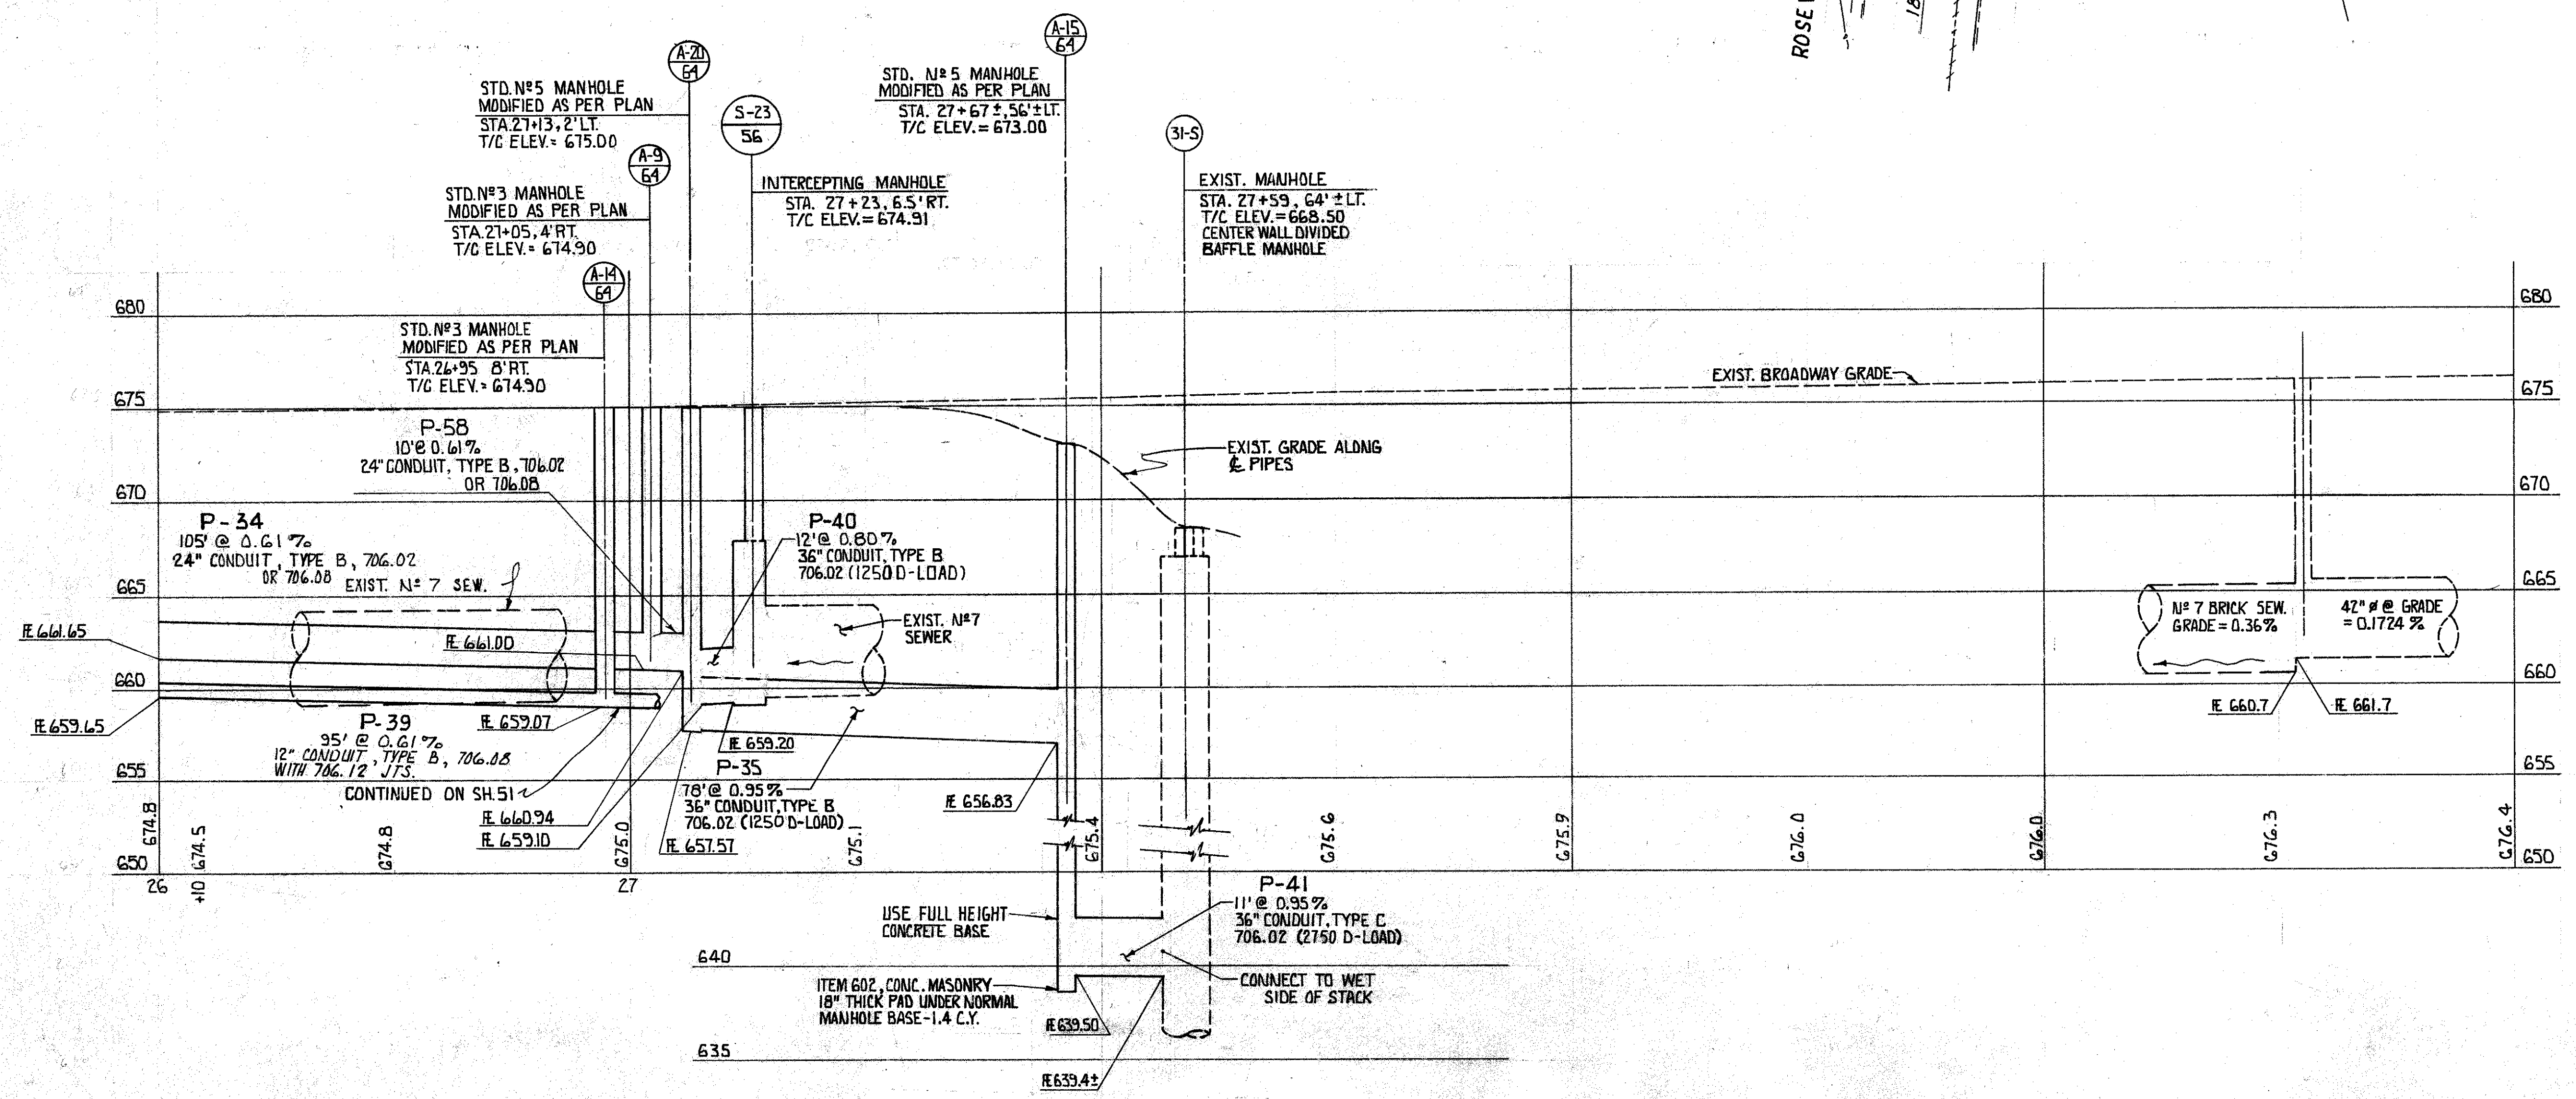 ROSE
18
A-15
64
A-20
64
STD. Nº 5 MANHOLE
MODIFIED AS PER PLAN
STA. 27+67±, 56'±LT.
T/C ELEV.= 673.00
STD. Nº5 MANHOLE
MODIFIED AS PER PLAN
STA.27+13, 2'LT.
T/C ELEV.= 675.00
S-23
56
31-S
A-9
64
INTERCEPTING MANHOLE
STA. 27+23, 6.5'RT.
T/C ELEV.=674.91
EXIST. MANHOLE
STA. 27+59, 64'±LT.
T/C ELEV.=668.50
CENTER WALL DIVIDED
BAFFLE MANHOLE
STD.Nº3 MANHOLE
MODIFIED AS PER PLAN
STA.27+05, 4'RT.
T/C ELEV.= 674.90
A-14
64
680
680
STD.Nº3 MANHOLE
MODIFIED AS PER PLAN
STA.26+95 8'RT.
T/C ELEV.= 674.90
EXIST. BROADWAY GRADE
675
675
P-58
10'@ 0.61%
24"CONDUIT, TYPE B, 706.02
OR 706.08
EXIST. GRADE ALONG
℄ PIPES
670
670
P-34
105' @ 0.61%
24" CONDUIT, TYPE B, 706.02
OR 706.08
EXIST. Nº 7 SEW.
P-40
12'@ 0.80%
36"CONDUIT, TYPE B
706.02 (1250 D-LOAD)
665
665
Nº 7 BRICK SEW.
GRADE=0.36%
42"ø @ GRADE
= 0.1724 %
EXIST. Nº7
SEWER
FE 661.65
FE 661.00
660
660
FE 659.65
FE 659.07
FE 659.20
FE 660.7
FE 661.7
P-39
95' @ 0.61%
12" CONDUIT, TYPE B, 706.08
WITH 706.12 JTS.
CONTINUED ON SH.51
655
655
P-35
78'@ 0.95%
36"CONDUIT,TYPE B
706.02 (1250 D-LOAD)
FE 656.83
FE 660.94
FE 659.10
FE 657.57
674.8
674.5
674.8
675.0
675.1
675.4
675.6
675.9
676.0
676.0
676.3
676.4
650
650
26
+10
27
P-41
11' @ 0.95%
36"CONDUIT, TYPE C
706.02 (2750 D-LOAD)
USE FULL HEIGHT
CONCRETE BASE
640
CONNECT TO WET
SIDE OF STACK
ITEM 602, CONC. MASONRY
18" THICK PAD UNDER NORMAL
MANHOLE BASE-1.4 C.Y.
FE 639.50
635
FE 639.4±